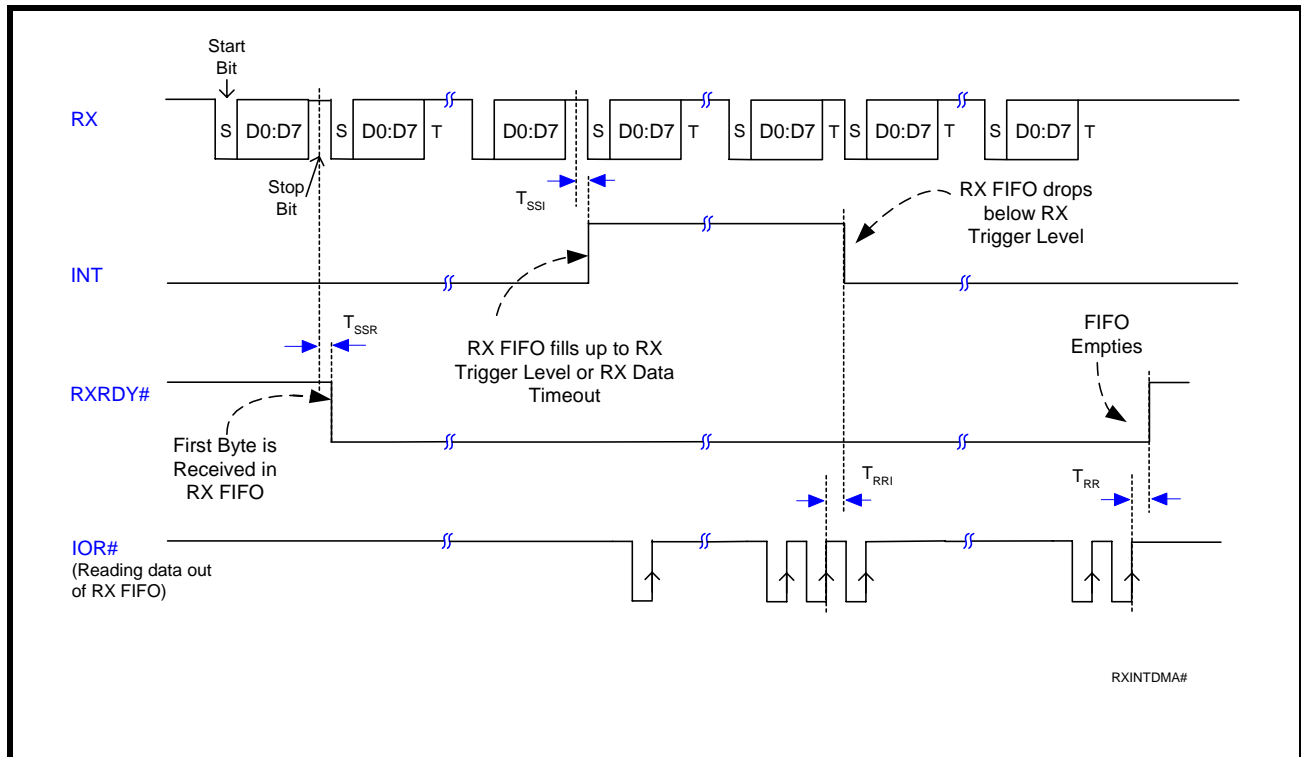 Start
Bit
RX
S D0:D7 S D0:D7 T D0:D7 S D0:D7 T S D0:D7 T S D0:D7 T S D0:D7 T
Stop
Bit
TSSI
RX FIFO drops
below RX
Trigger Level
INT
TSSR
RX FIFO fills up to RX
Trigger Level or RX Data
Timeout
FIFO
Empties
RXRDY#
First Byte is
Received in
RX FIFO
TRRI
TRR
IOR#
(Reading data out
of RX FIFO)
RXINTDMA#